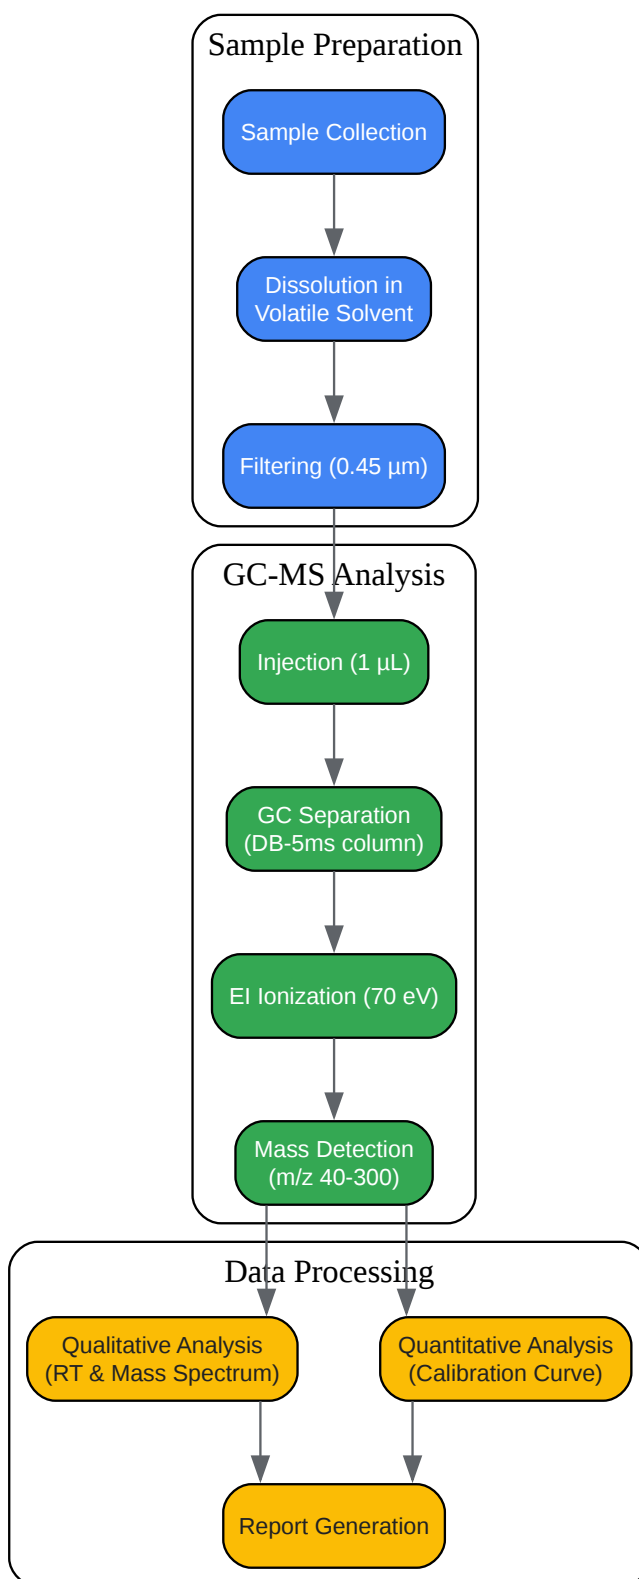 Sample Preparation
Sample Collection
Dissolution in
Volatile Solvent
Filtering (0.45 µm)
GC-MS Analysis
Injection (1 µL)
GC Separation
(DB-5ms column)
EI Ionization (70 eV)
Mass Detection
(m/z 40-300)
Data Processing
Qualitative Analysis
(RT & Mass Spectrum)
Quantitative Analysis
(Calibration Curve)
Report Generation